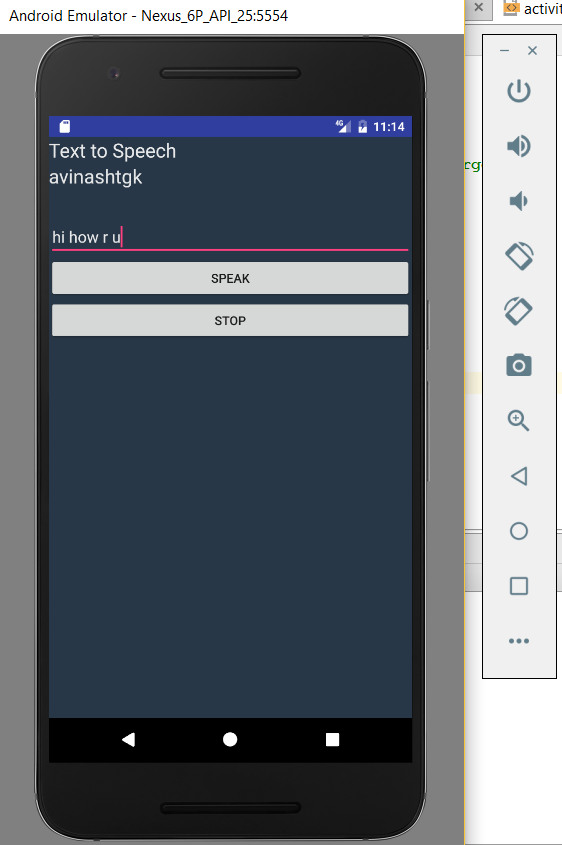 Android Emulator - Nexus_6P_API_25:5554
activit
4G 11:14
Text to Speech
avinashtgk
hi how r u
SPEAK
STOP